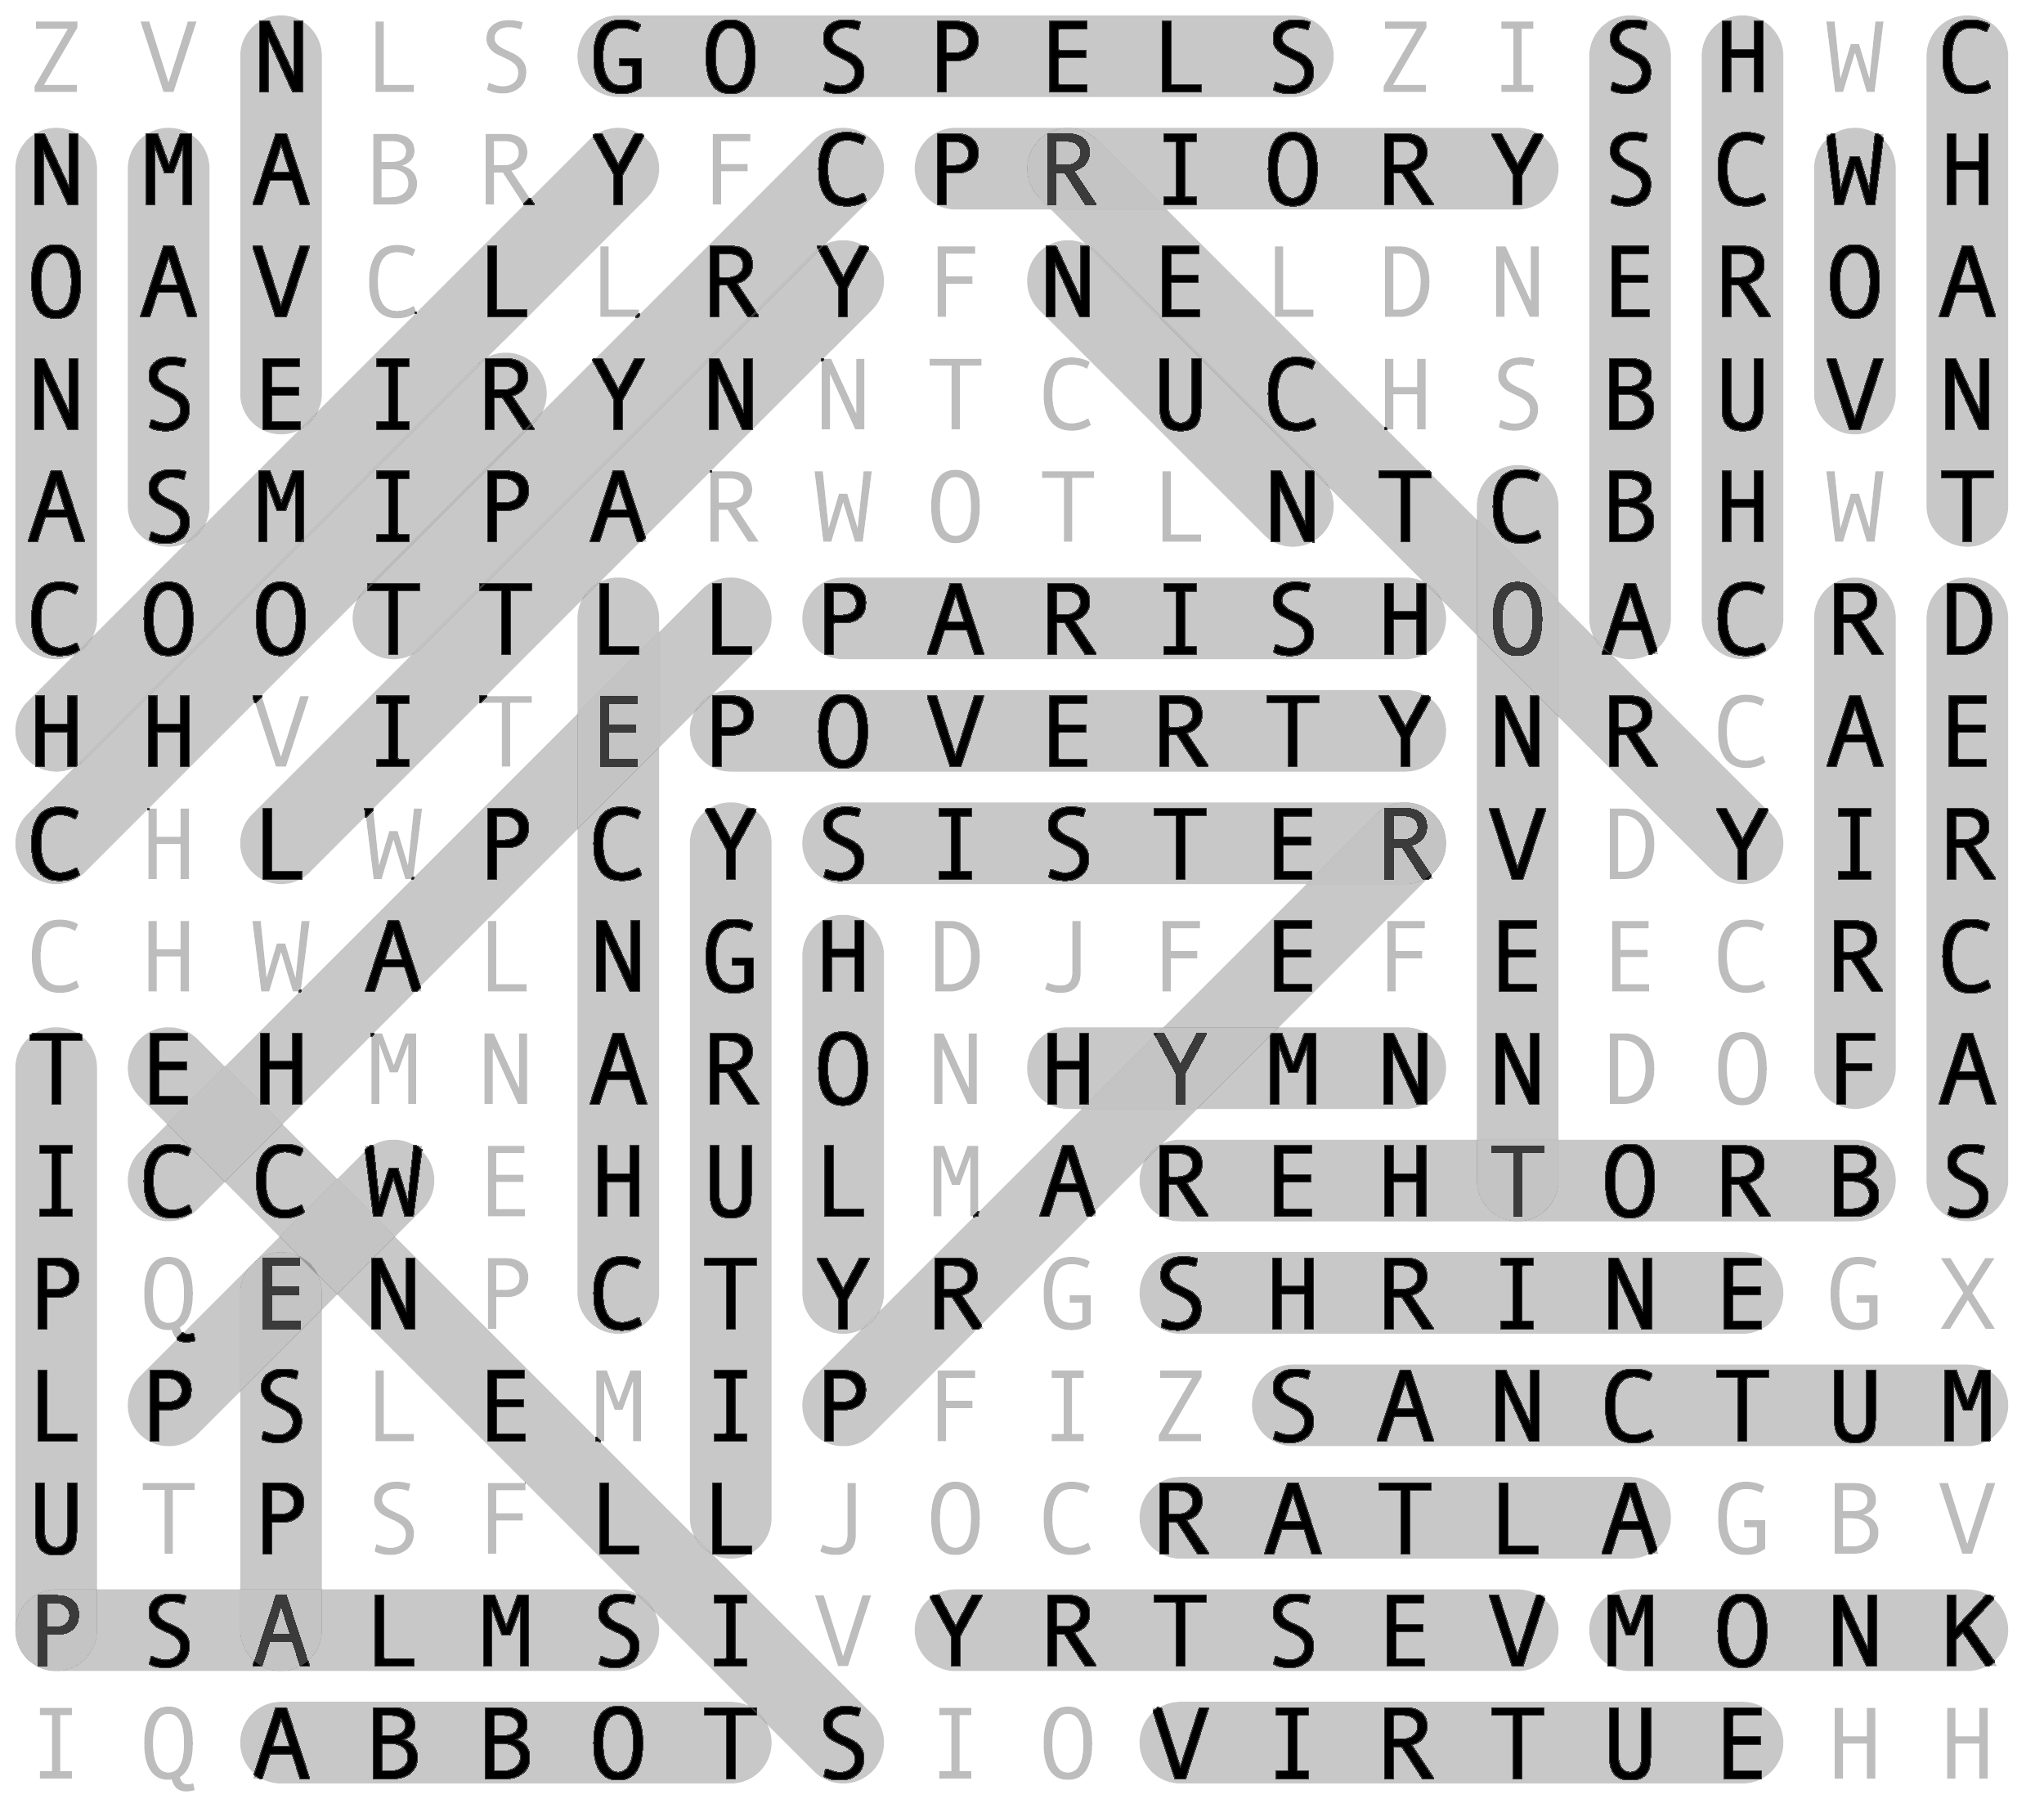 Z V N L S G O S P E L S Z I S H W C
N M A B R Y F C P R I O R Y S C W H
O A V C L L R Y F N E L D N E R O A
N S E I R Y N N T C U C H S B U V N
A S M I P A R W O T L N T C B H W T
C O O T T L L P A R I S H O A C R D
H H V I T E P O V E R T Y N R C A E
C H L W P C Y S I S T E R V D Y I R
C H W A L N G H D J F E F E E C R C
T E H M N A R O N H Y M N N D O F A
I C C W E H U L M A R E H T O R B S
P Q E N P C T Y R G S H R I N E G X
L P S L E M I P F I Z S A N C T U M
U T P S F L L J O C R A T L A G B V
P S A L M S I V Y R T S E V M O N K
I Q A B B O T S I O V I R T U E H H